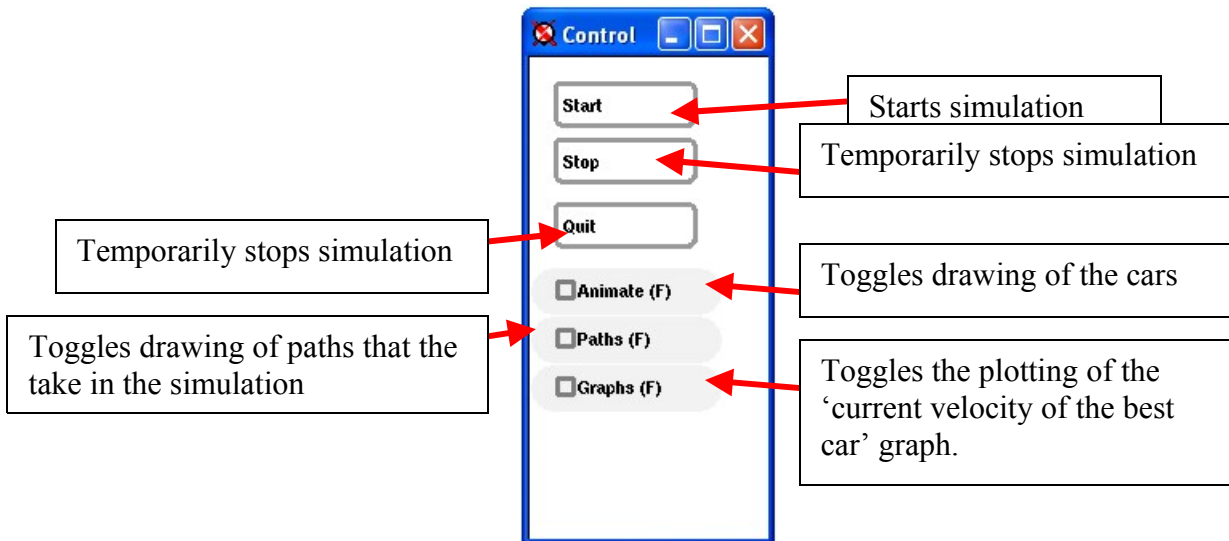 Control
Start
Starts simulation
Stop
Temporarily stops simulation
Quit
Temporarily stops simulation
Animate (F)
Toggles drawing of the cars
Paths (F)
Toggles drawing of paths that the
take in the simulation
Graphs (F)
Toggles the plotting of the
‘current velocity of the best
car’ graph.